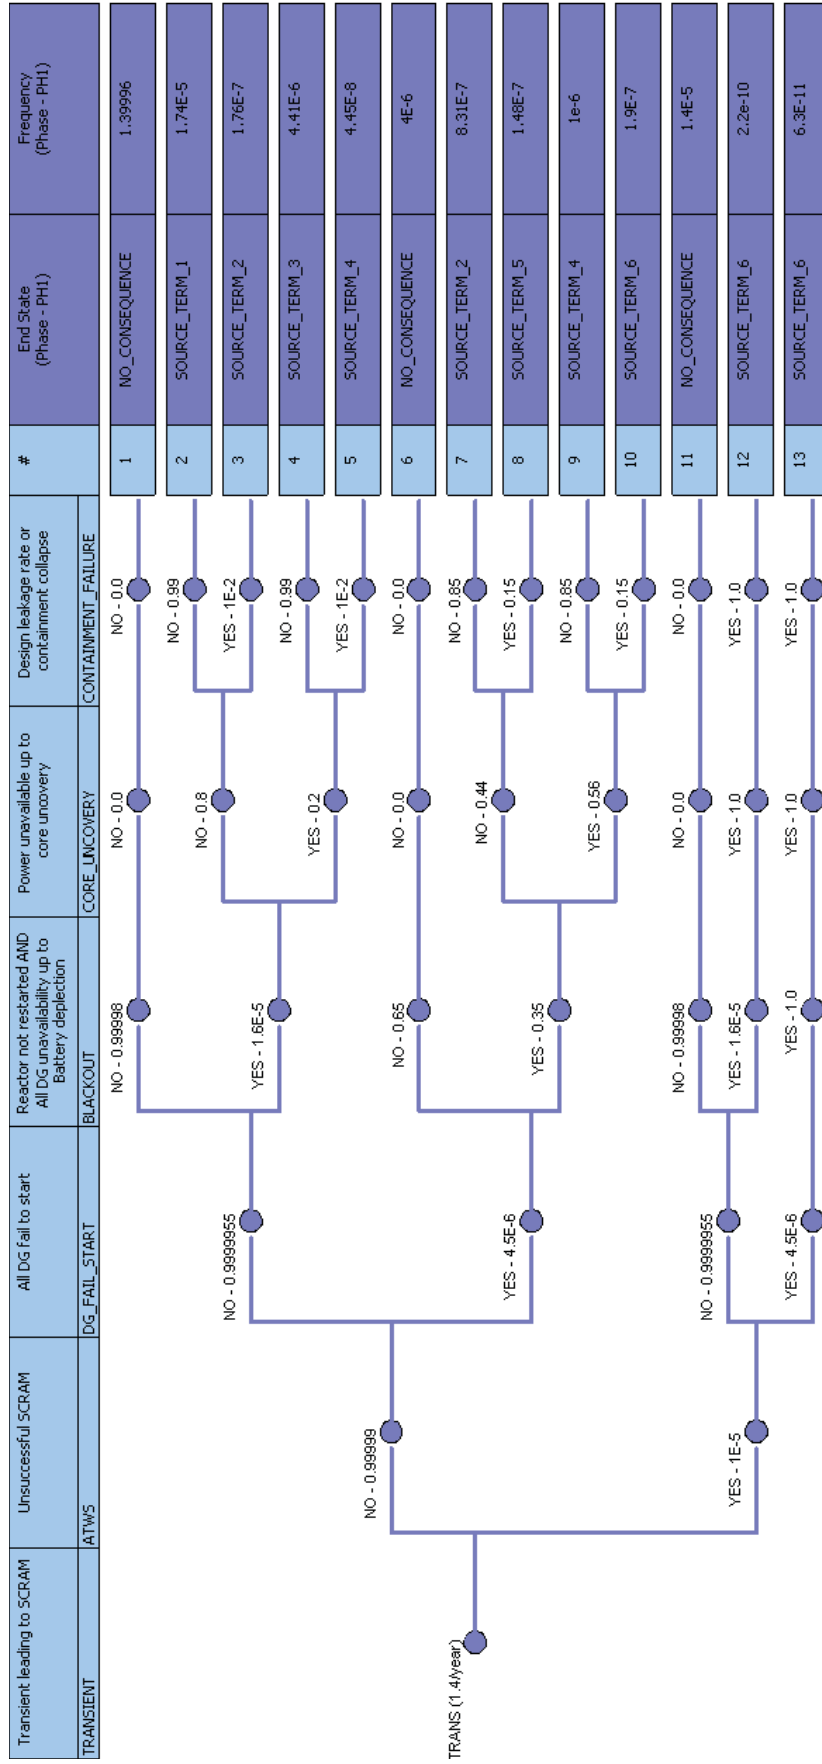 Transient leading to SCRAM
Unsuccessful SCRAM
All DG fail to start
Reactor not restarted AND
All DG unavailability up to
Battery deplection
Power unavailable up to
core uncovery
Design leakage rate or
containment collapse
#
End State
(Phase - PH1)
Frequency
(Phase - PH1)
TRANSIENT
ATWS
DG_FAIL_START
BLACKOUT
CORE_UNCOVERY
CONTAINMENT_FAILURE
TRANS (1.4/year)
NO - 0.99999
YES - 1E-5
NO - 0.9999955
YES - 4.5E-6
NO - 0.9999955
YES - 4.5E-6
NO - 0.99998
YES - 1.6E-5
NO - 0.65
YES - 0.35
NO - 0.99998
YES - 1.6E-5
YES - 1.0
NO - 0.0
NO - 0.8
YES - 0.2
NO - 0.0
NO - 0.44
YES - 0.56
NO - 0.0
YES - 1.0
YES - 1.0
NO - 0.0
NO - 0.99
YES - 1E-2
NO - 0.99
YES - 1E-2
NO - 0.0
NO - 0.85
YES - 0.15
NO - 0.85
YES - 0.15
NO - 0.0
YES - 1.0
YES - 1.0
1 NO_CONSEQUENCE 1.39996
2 SOURCE_TERM_1 1.74E-5
3 SOURCE_TERM_2 1.76E-7
4 SOURCE_TERM_3 4.41E-6
5 SOURCE_TERM_4 4.45E-8
6 NO_CONSEQUENCE 4E-6
7 SOURCE_TERM_2 8.31E-7
8 SOURCE_TERM_5 1.48E-7
9 SOURCE_TERM_4 1e-6
10 SOURCE_TERM_6 1.9E-7
11 NO_CONSEQUENCE 1.4E-5
12 SOURCE_TERM_6 2.2e-10
13 SOURCE_TERM_6 6.3E-11